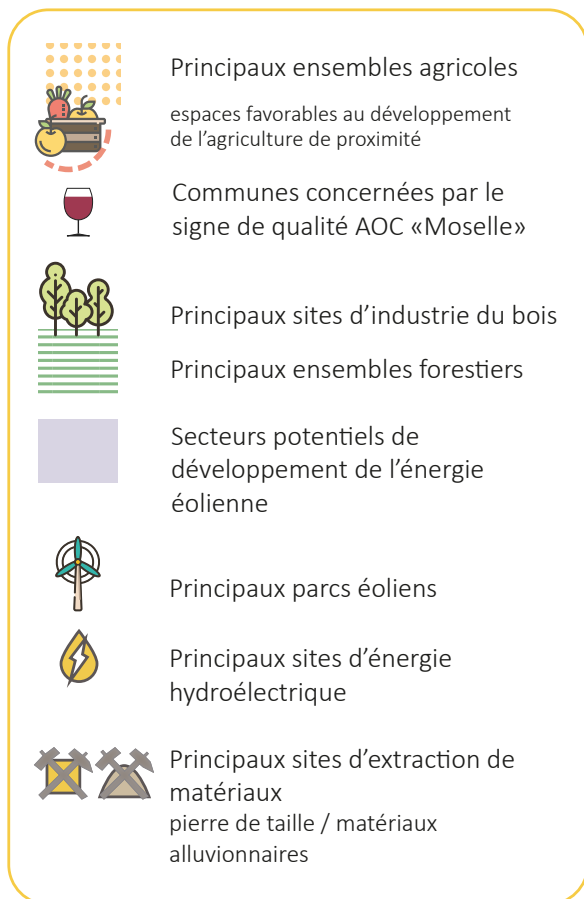 Principaux ensembles agricoles
espaces favorables au développement
de l'agriculture de proximité
Communes concernées par le
signe de qualité AOC «Moselle»
Principaux sites d'industrie du bois
Principaux ensembles forestiers
Secteurs potentiels de
développement de l'énergie
éolienne
Principaux parcs éoliens
Principaux sites d'énergie
hydroélectrique
Principaux sites d'extraction de
matériaux
pierre de taille / matériaux
alluvionnaires